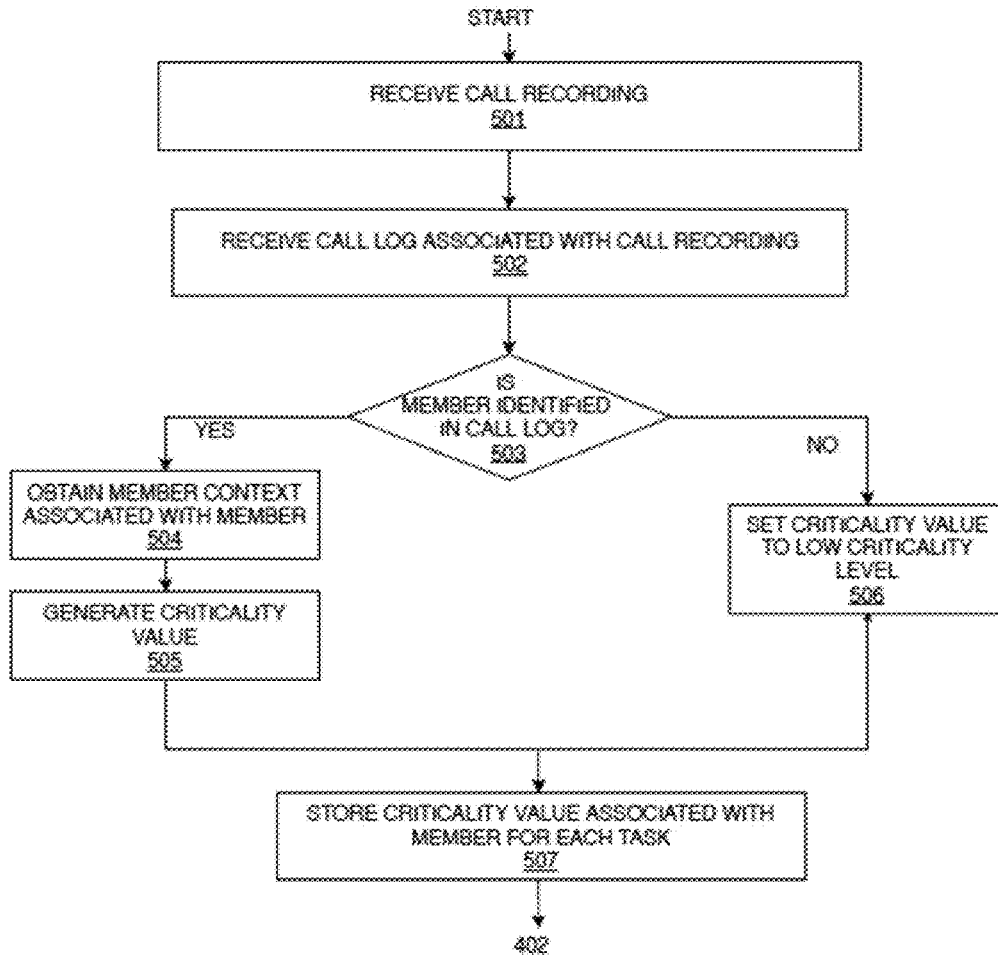 START
RECEIVE CALL RECORDING
501
RECEIVE CALL LOG ASSOCIATED WITH CALL RECORDING
502
IS
MEMBER IDENTIFIED
IN CALL LOG?
503
YES
NO
OBTAIN MEMBER CONTEXT
ASSOCIATED WITH MEMBER
504
GENERATE CRITICALITY
VALUE
505
SET CRITICALITY VALUE
TO LOW CRITICALITY
LEVEL
506
STORE CRITICALITY VALUE ASSOCIATED WITH
MEMBER FOR EACH TASK
507
402